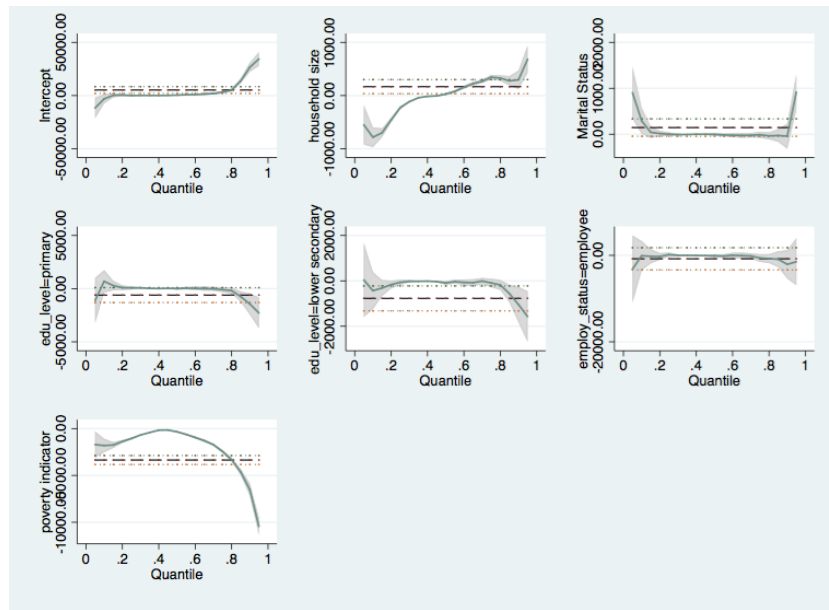 Intercept
50000.00
0.00
-50000.00
0 .2 .4 .6 .8 1
Quantile
household size
1000.00
0.00
-1000.00
0 .2 .4 .6 .8 1
Quantile
Marital Status
2000.00
1000.00
0.00
0 .2 .4 .6 .8 1
Quantile
edu_level=primary
5000.00
0.00
-5000.00
0 .2 .4 .6 .8 1
Quantile
edu_level=lower secondary
2000.00
0.00
-2000.00
0 .2 .4 .6 .8 1
Quantile
employ_status=employee
0.00
-20000.00
0 .2 .4 .6 .8 1
Quantile
poverty indicator
0.00
-10000.00
0 .2 .4 .6 .8 1
Quantile